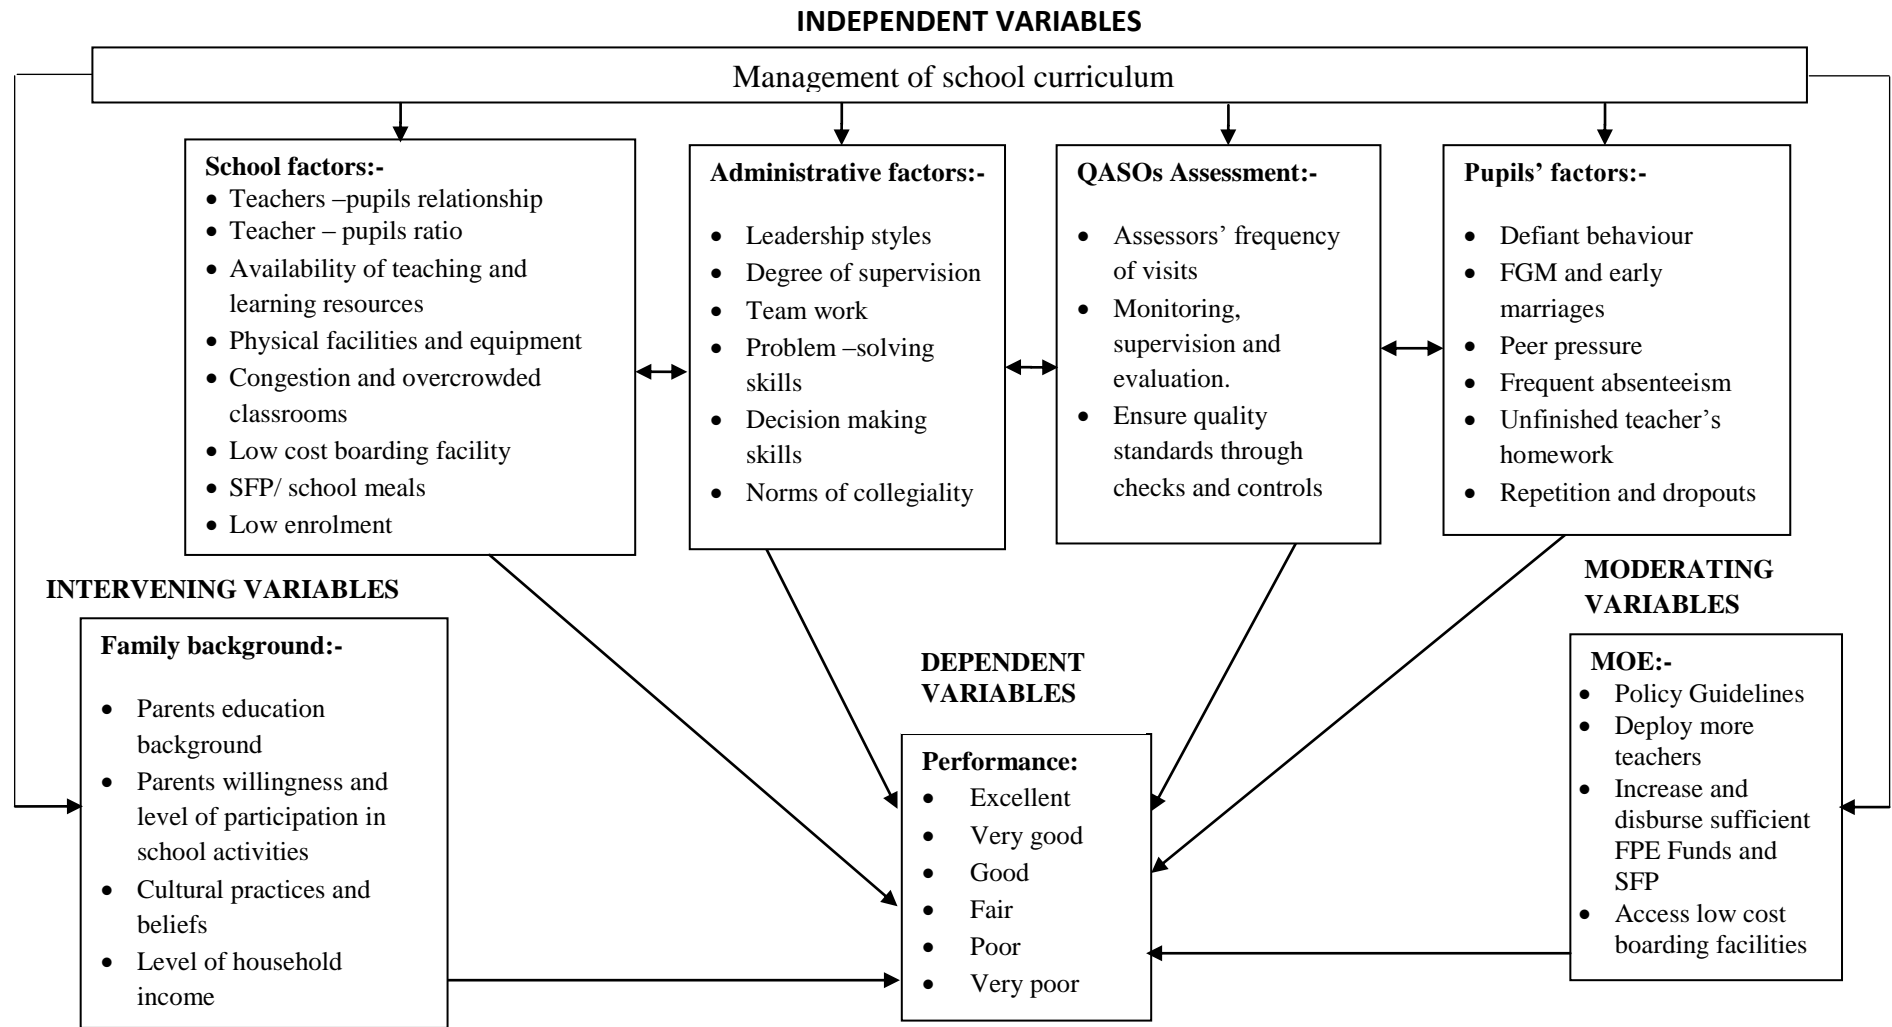 INDEPENDENT VARIABLES
Management of school curriculum
School factors:-
• Teachers –pupils relationship
• Teacher – pupils ratio
• Availability of teaching and
learning resources
• Physical facilities and equipment
• Congestion and overcrowded
classrooms
• Low cost boarding facility
• SFP/ school meals
• Low enrolment
Administrative factors:-
• Leadership styles
• Degree of supervision
• Team work
• Problem –solving
skills
• Decision making
skills
• Norms of collegiality
QASOs Assessment:-
• Assessors’ frequency
of visits
• Monitoring,
supervision and
evaluation.
• Ensure quality
standards through
checks and controls
Pupils’ factors:-
• Defiant behaviour
• FGM and early
marriages
• Peer pressure
• Frequent absenteeism
• Unfinished teacher’s
homework
• Repetition and dropouts
INTERVENING VARIABLES
Family background:-
• Parents education
background
• Parents willingness and
level of participation in
school activities
• Cultural practices and
beliefs
• Level of household
income
DEPENDENT
VARIABLES
Performance:
• Excellent
• Very good
• Good
• Fair
• Poor
• Very poor
MODERATING
VARIABLES
MOE:-
• Policy Guidelines
• Deploy more
teachers
• Increase and
disburse sufficient
FPE Funds and
SFP
• Access low cost
boarding facilities